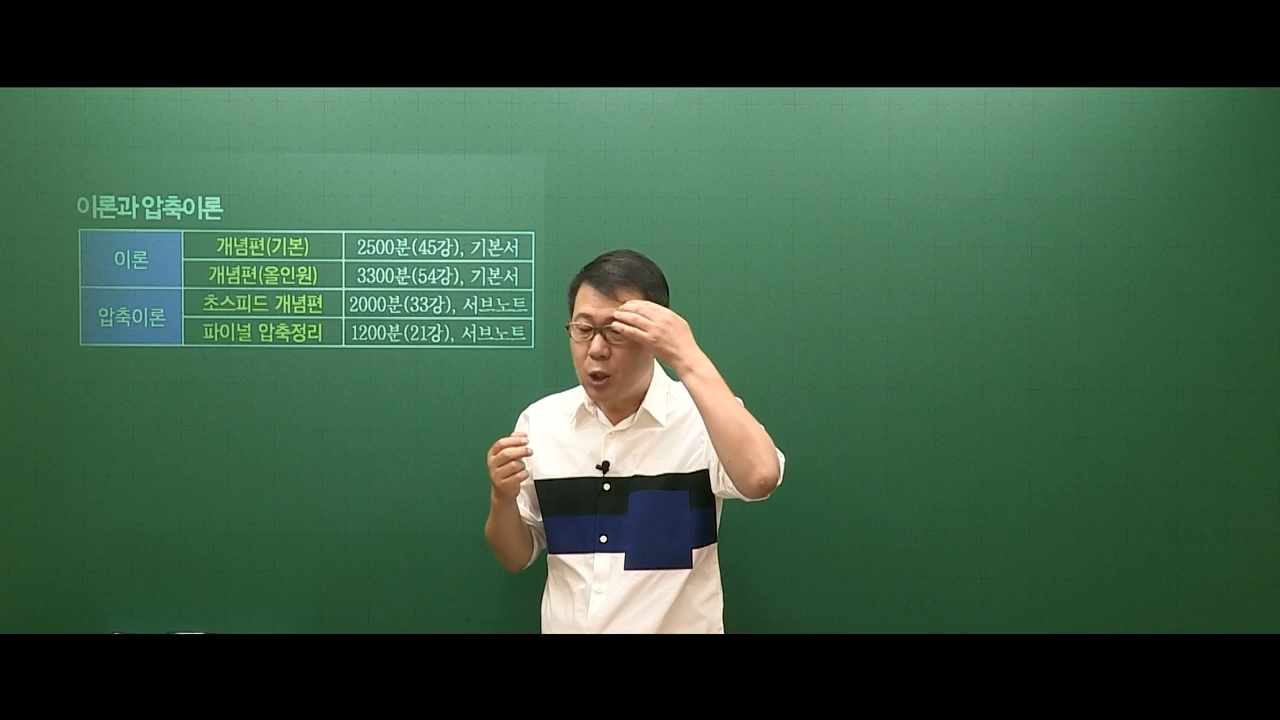 이론과 압축이론
이론 개념편(기본) 2500분(45강), 기본서
개념편(올인원) 3300분(54강), 기본서
압축이론 초스피드 개념편 2000분(33강), 서브노트
파이널 압축정리 1200분(21강), 서브노트